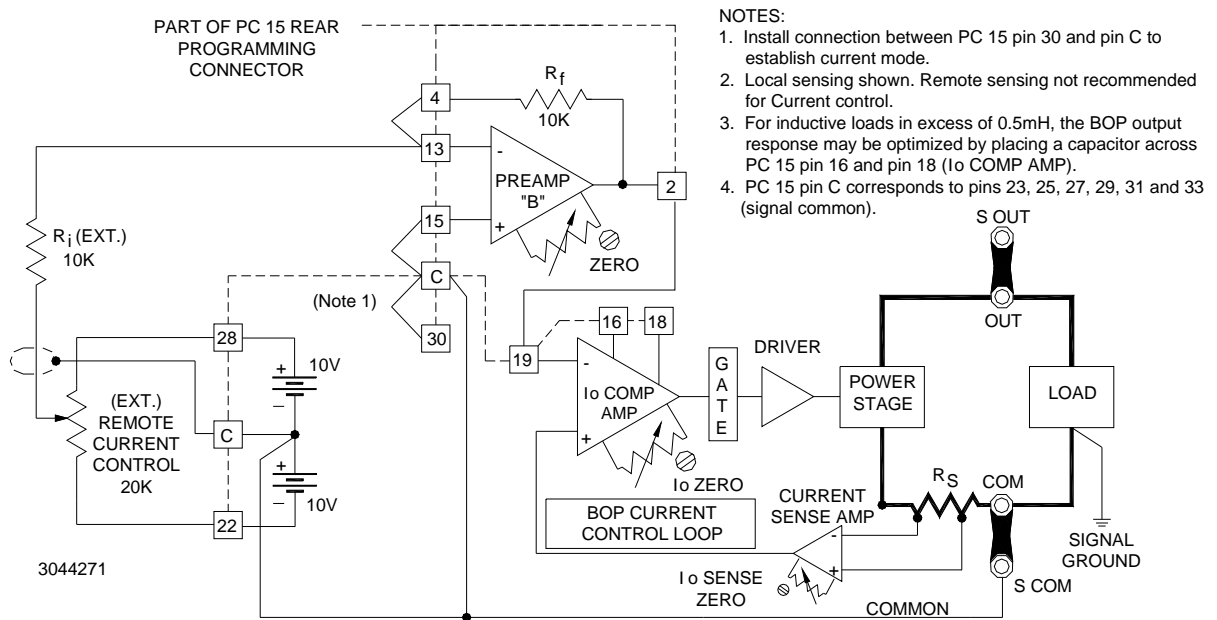 PART OF PC 15 REAR
PROGRAMMING
CONNECTOR
NOTES:
1. Install connection between PC 15 pin 30 and pin C to
establish current mode.
2. Local sensing shown. Remote sensing not recommended
for Current control.
3. For inductive loads in excess of 0.5mH, the BOP output
response may be optimized by placing a capacitor across
PC 15 pin 16 and pin 18 (Io COMP AMP).
4. PC 15 pin C corresponds to pins 23, 25, 27, 29, 31 and 33
(signal common).
Rf
10K
4
13
-
PREAMP
"B"
+
2
15
ZERO
C
(Note 1)
30
Ri (EXT.)
10K
28
+
10V
–
(EXT.)
REMOTE
CURRENT
CONTROL
20K
C
+
10V
–
22
16
18
19
-
Io COMP
AMP
+
Io ZERO
GATE
DRIVER
POWER
STAGE
S OUT
OUT
LOAD
RS
COM
S COM
SIGNAL
GROUND
BOP CURRENT
CONTROL LOOP
CURRENT
SENSE AMP
-
+
Io SENSE
ZERO
COMMON
3044271